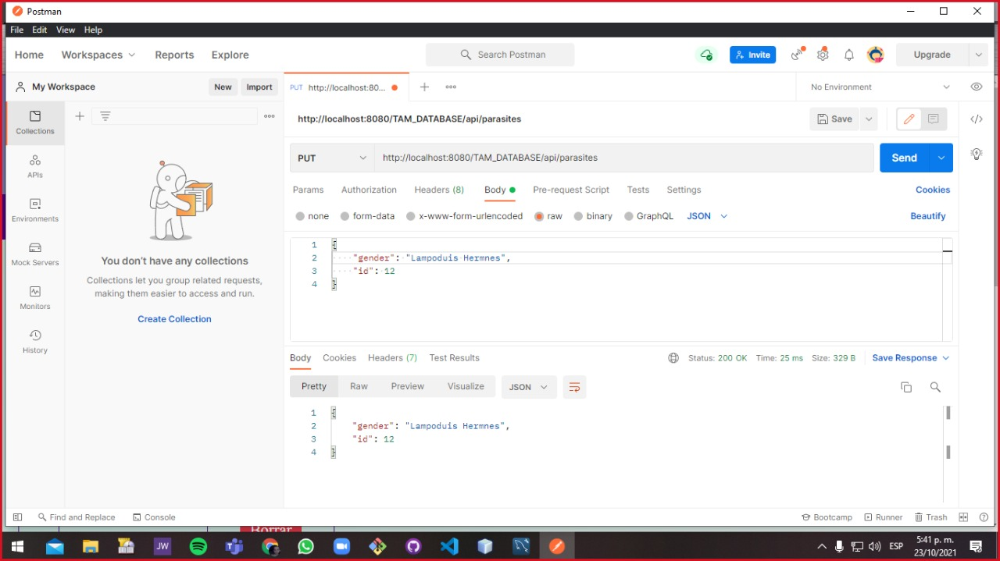 Postman
File Edit View Help
Home Workspaces Reports Explore Search Postman Invite Upgrade
My Workspace New Import PUT http://localhost:80... No Environment
Collections
http://localhost:8080/TAM_DATABASE/api/parasites Save
PUT http://localhost:8080/TAM_DATABASE/api/parasites Send
APIs
Params Authorization Headers (8) Body Pre-request Script Tests Settings Cookies
Environments
none form-data x-www-form-urlencoded raw binary GraphQL JSON Beautify
1 {
2 "gender": "Lampoduis Hermnes",
3 "id": 12
4 }
Mock Servers
You don't have any collections
Collections let you group related requests,
making them easier to access and run.
Create Collection
Monitors
History
Body Cookies Headers (7) Test Results Status: 200 OK Time: 25 ms Size: 329 B Save Response
Pretty Raw Preview Visualize JSON
1 {
2 "gender": "Lampoduis Hermnes",
3 "id": 12
4 }
Find and Replace Console Bootcamp Runner Trash
Borrar
JW ESP 5:41 p. m.
23/10/2021